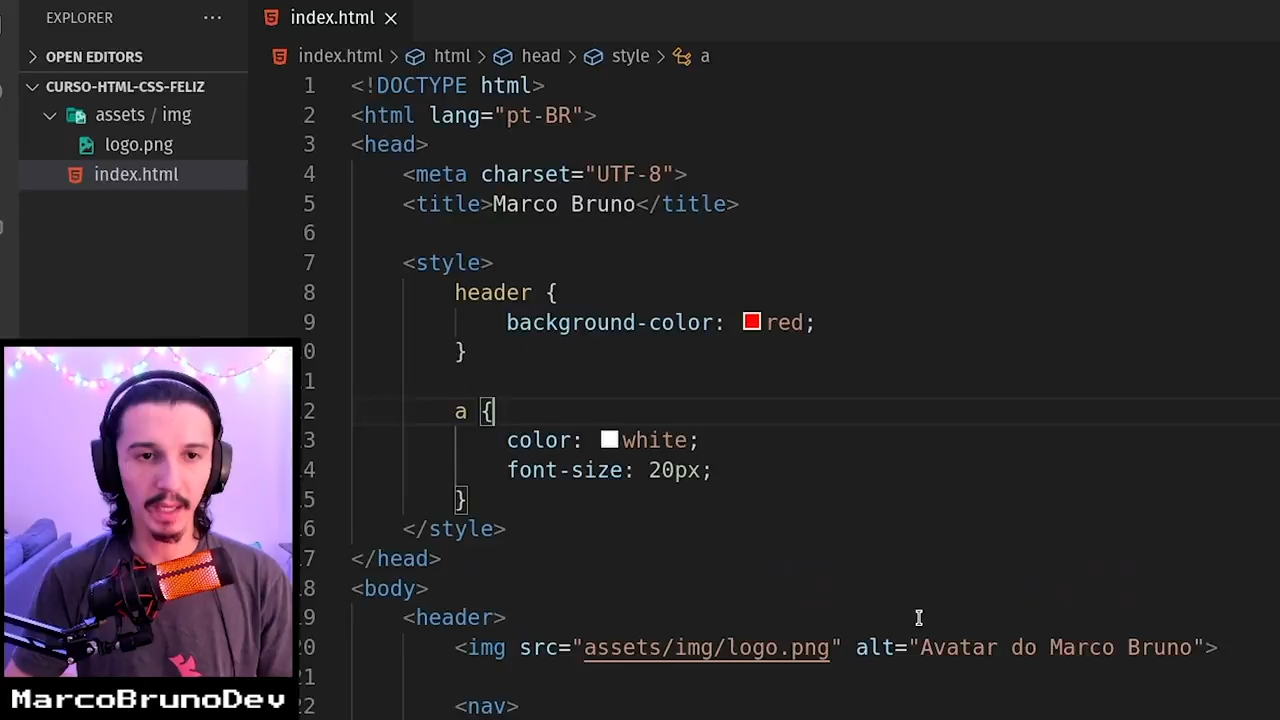 EXPLORER
OPEN EDITORS
CURSO-HTML-CSS-FELIZ
assets / img
logo.png
index.html
index.html
index.html > html > head > style > a
1 <!DOCTYPE html>
2 <html lang="pt-BR">
3 <head>
4 <meta charset="UTF-8">
5 <title>Marco Bruno</title>
6
7 <style>
8 header {
9 background-color: red;
10 }
1
2 a {
3 color: white;
4 font-size: 20px;
5 }
6 </style>
7 </head>
8 <body>
9 <header>
20 <img src="assets/img/logo.png" alt="Avatar do Marco Bruno">
21
22 <nav>
MarcoBrunoDev